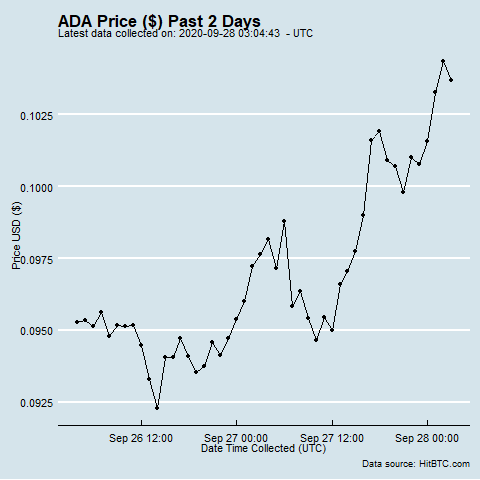 ADA Price ($) Past 2 Days
Latest data collected on: 2020-09-28 03:04:43  - UTC
0.1025
0.1000
0.0975
0.0950
0.0925
Price USD ($)
Sep 26 12:00 Sep 27 00:00 Sep 27 12:00 Sep 28 00:00
Date Time Collected (UTC)
Data source: HitBTC.com